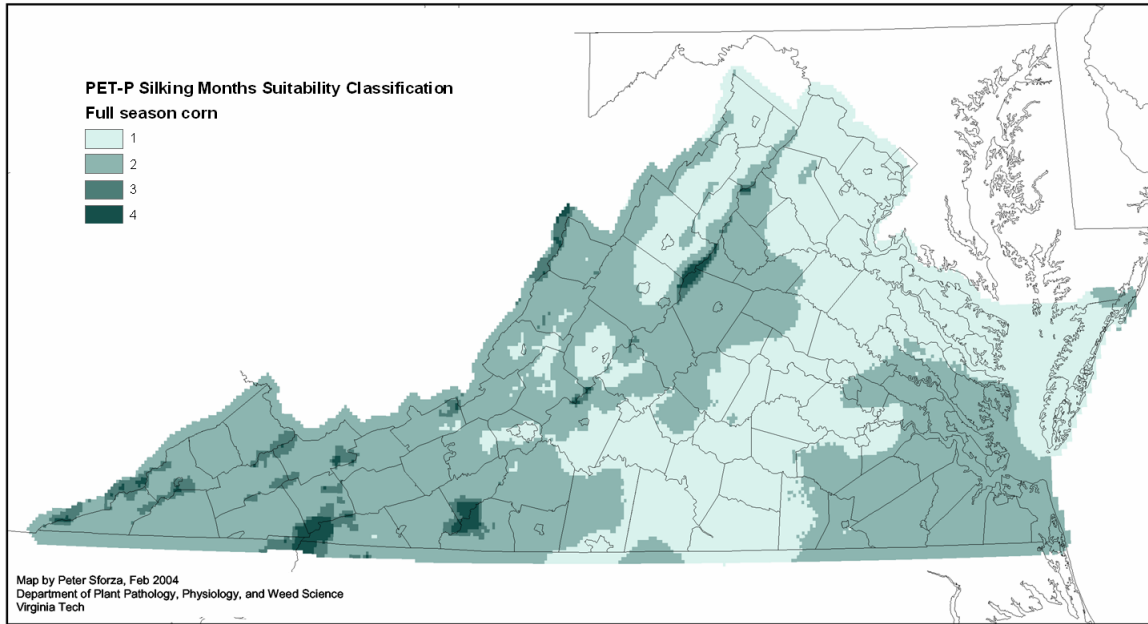 PET-P Silking Months Suitability Classification
Full season corn
1
2
3
4
Map by Peter Sforza, Feb 2004
Department of Plant Pathology, Physiology, and Weed Science
Virginia Tech